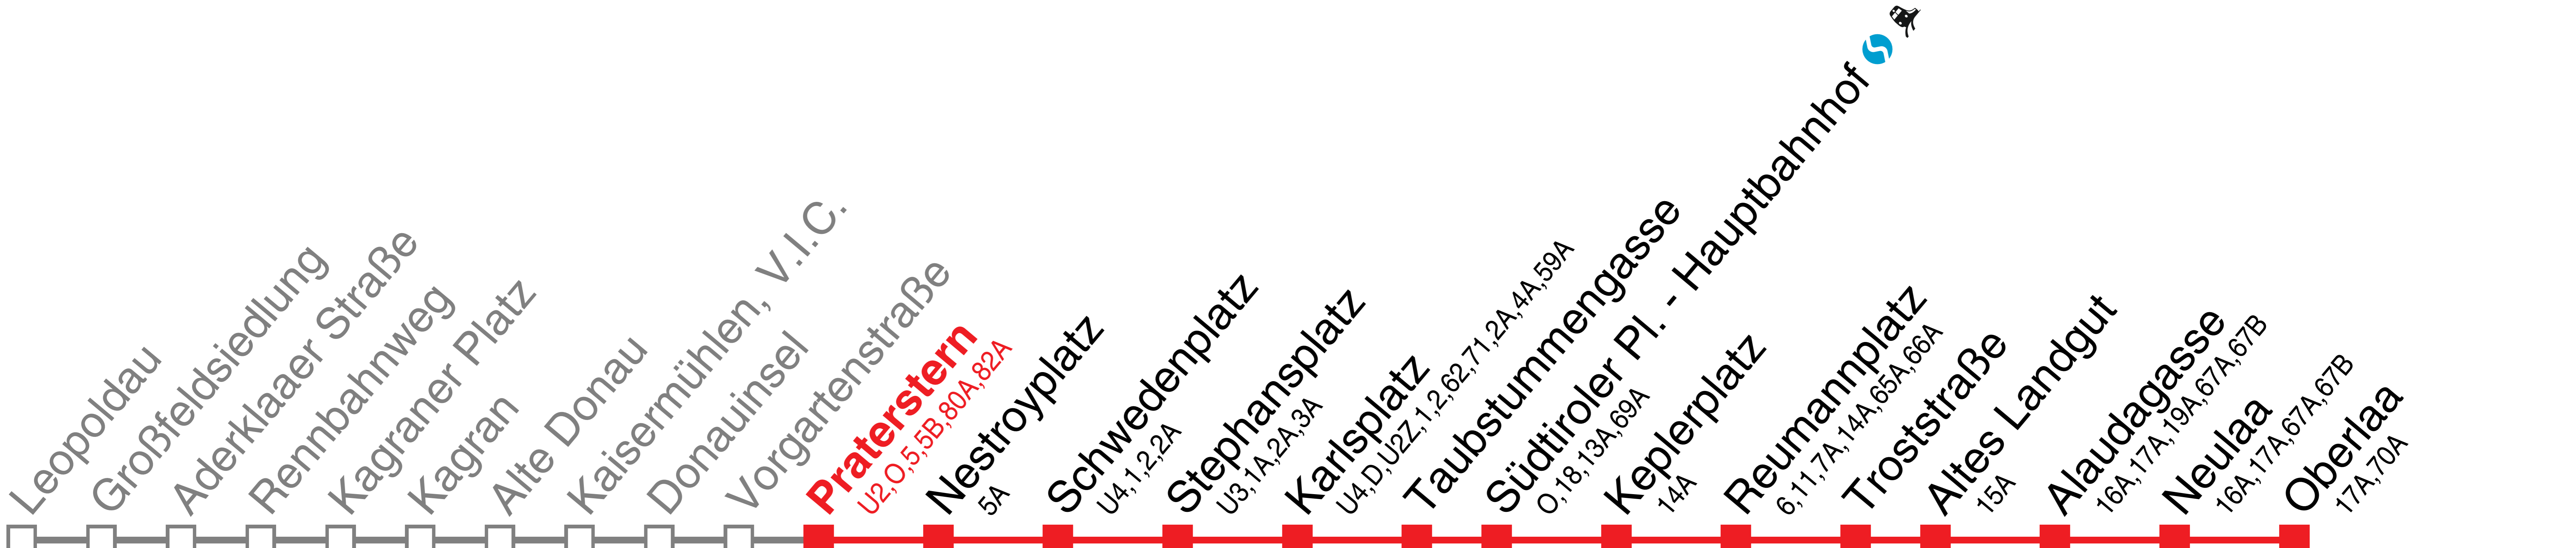 Leopoldau
Großfeldsiedlung
Aderklaaer Straße
Rennbahnweg
Kagraner Platz
Kagran
Alte Donau
Kaisermühlen, V.I.C.
Donauinsel
Vorgartenstraße
Praterstern
U2,O,5,5B,80A,82A
Nestroyplatz
5A
Schwedenplatz
U4,1,2,2A
Stephansplatz
U3,1A,2A,3A
Karlsplatz
U4,D,U2Z,1,2,62,71,2A,4A,59A
Taubstummengasse
Südtiroler Pl. - Hauptbahnhof
O,18,13A,69A
Keplerplatz
14A
Reumannplatz
6,11,7A,14A,65A,66A
Troststraße
Altes Landgut
15A
Alaudagasse
16A,17A,19A,67A,67B
Neulaa
16A,17A,67A,67B
Oberlaa
17A,70A